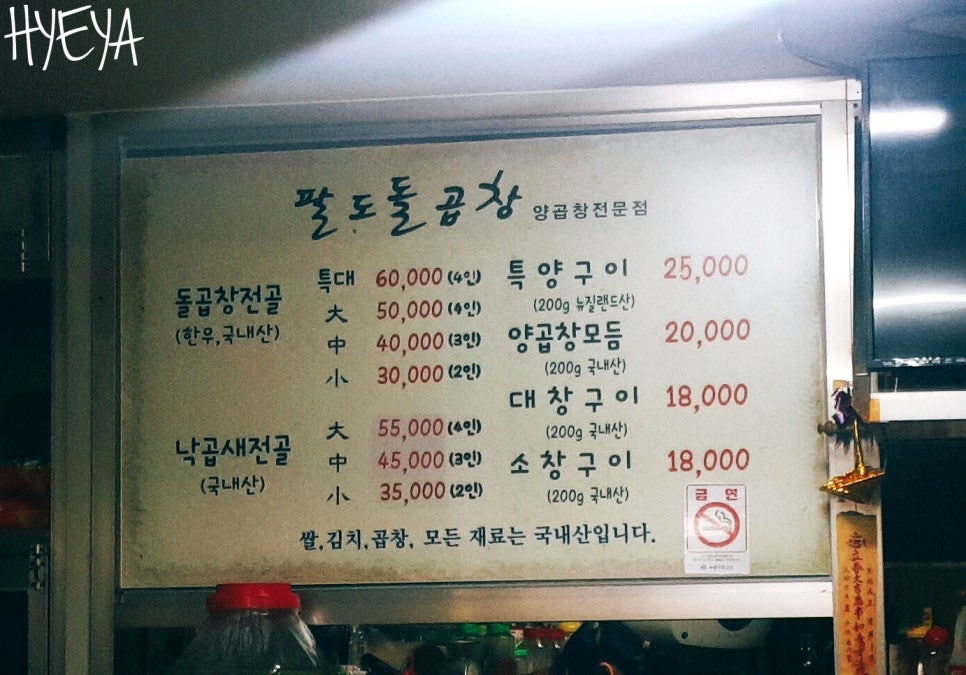 HYEYA
팔도돌곱창 양곱창전문점
돌곱창전골
(한우,국내산)
특대 60,000 (4인)
大 50,000 (4인)
中 40,000 (3인)
小 30,000 (2인)
낙곱새전골
(국내산)
大 55,000 (4인)
中 45,000 (3인)
小 35,000 (2인)
특양구이 25,000
(200g 뉴질랜드산)
양곱창모듬 20,000
(200g 국내산)
대창구이 18,000
(200g 국내산)
소창구이 18,000
(200g 국내산)
쌀,김치,곱창, 모든 재료는 국내산입니다.
금연